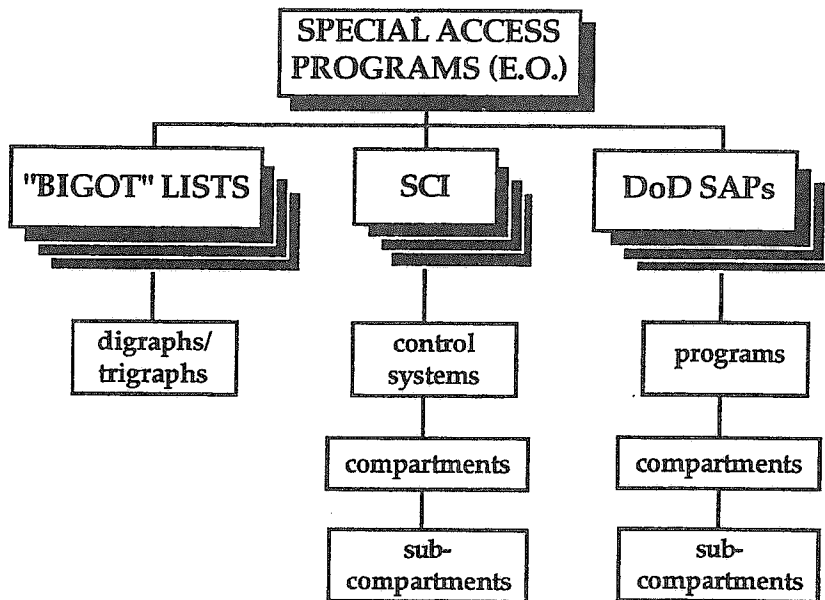 SPECIAL ACCESS
PROGRAMS (E.O.)
"BIGOT" LISTS
SCI
DoD SAPs
digraphs/
trigraphs
control
systems
programs
compartments
compartments
sub-
compartments
sub-
compartments